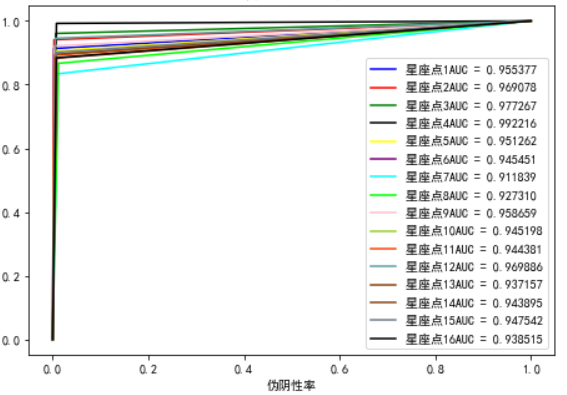 1.0
0.8
0.6
0.4
0.2
0.0
星座点1AUC = 0.955377
星座点2AUC = 0.969078
星座点3AUC = 0.977267
星座点4AUC = 0.992216
星座点5AUC = 0.951262
星座点6AUC = 0.945451
星座点7AUC = 0.911839
星座点8AUC = 0.927310
星座点9AUC = 0.958659
星座点10AUC = 0.945198
星座点11AUC = 0.944381
星座点12AUC = 0.969886
星座点13AUC = 0.937157
星座点14AUC = 0.943895
星座点15AUC = 0.947542
星座点16AUC = 0.938515
0.0 0.2 0.4 0.6 0.8 1.0
伪阴性率